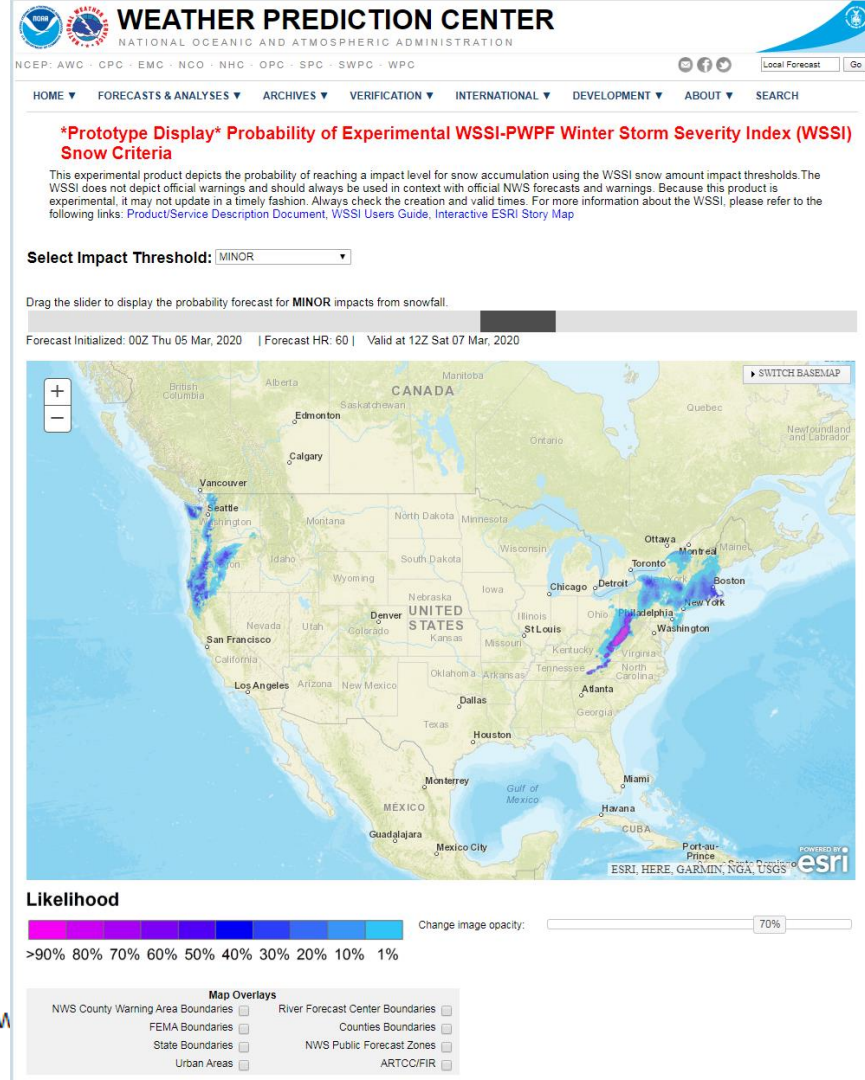 WEATHER PREDICTION CENTER
NATIONAL OCEANIC AND ATMOSPHERIC ADMINISTRATION
NCEP: AWC · CPC · EMC · NCO · NHC · OPC · SPC · SWPC · WPC
Local Forecast Go
HOME ▼ FORECASTS & ANALYSES ▼ ARCHIVES ▼ VERIFICATION ▼ INTERNATIONAL ▼ DEVELOPMENT ▼ ABOUT ▼ SEARCH
*Prototype Display* Probability of Experimental WSSI-PWPF Winter Storm Severity Index (WSSI)
Snow Criteria
This experimental product depicts the probability of reaching a impact level for snow accumulation using the WSSI snow amount impact thresholds.The
WSSI does not depict official warnings and should always be used in context with official NWS forecasts and warnings. Because this product is
experimental, it may not update in a timely fashion. Always check the creation and valid times. For more information about the WSSI, please refer to the
following links: Product/Service Description Document, WSSI Users Guide, Interactive ESRI Story Map
Select Impact Threshold: MINOR
Drag the slider to display the probability forecast for MINOR impacts from snowfall.
Forecast Initialized: 00Z Thu 05 Mar, 2020 | Forecast HR: 60 | Valid at 12Z Sat 07 Mar, 2020
+
−
SWITCH BASEMAP
Manitoba
British
Columbia
Alberta
CANADA
Saskatchewan
Edmonton
Quebec
Newfoundland
and Labrador
Ontario
Calgary
Vancouver
Seattle
Washington
Montana
North Dakota
Minnesota
Ottawa
Montreal
Maine
Wisconsin
Toronto
Idaho
South Dakota
Wyoming
Iowa
Chicago
Detroit
Boston
Nebraska
New York
Denver
UNITED
STATES
Illinois
Ohio
Philadelphia
Nevada
Utah
Colorado
Kansas
St Louis
Washington
San Francisco
Missouri
Kentucky
Virginia
California
Oklahoma
Arkansas
Tennessee
North
Carolina
Los Angeles
Arizona
New Mexico
Atlanta
Dallas
Georgia
Texas
Houston
Monterrey
Gulf of
Mexico
Miami
MÉXICO
Havana
CUBA
Guadalajara
Mexico City
Port-au-
Prince
Santo Domingo
POWERED BY
esri
ESRI, HERE, GARMIN, NGA, USGS
Likelihood
Change image opacity: 70%
>90% 80% 70% 60% 50% 40% 30% 20% 10% 1%
Map Overlays
NWS County Warning Area Boundaries River Forecast Center Boundaries
FEMA Boundaries Counties Boundaries
State Boundaries NWS Public Forecast Zones
Urban Areas ARTCC/FIR